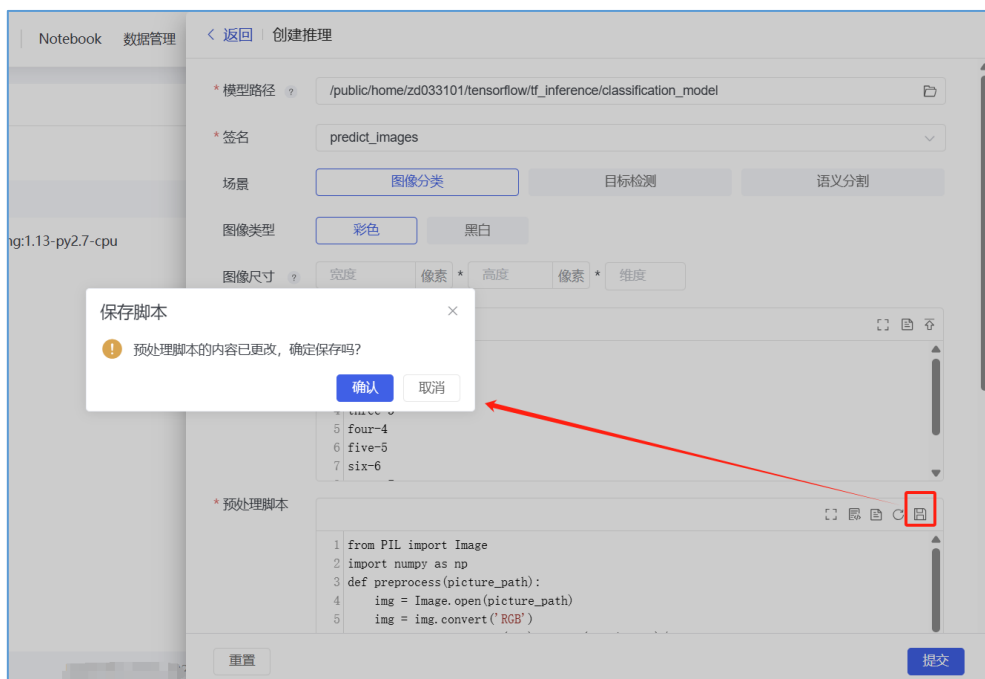 Notebook 数据管理 < 返回 创建推理
* 模型路径 ? /public/home/zd033101/tensorflow/tf_inference/classification_model
* 签名 predict_images
场景 图像分类 目标检测 语义分割
ng:1.13-py2.7-cpu
图像类型 彩色 黑白
图像尺寸 ? 宽度 像素 * 高度 像素 * 维度
保存脚本
预处理脚本的内容已更改，确定保存吗?
确认 取消
5 four-4
6 five-5
7 six-6
* 预处理脚本
1 from PIL import Image
2 import numpy as np
3 def preprocess(picture_path):
4 img = Image.open(picture_path)
5 img = img.convert('RGB')
重置 提交